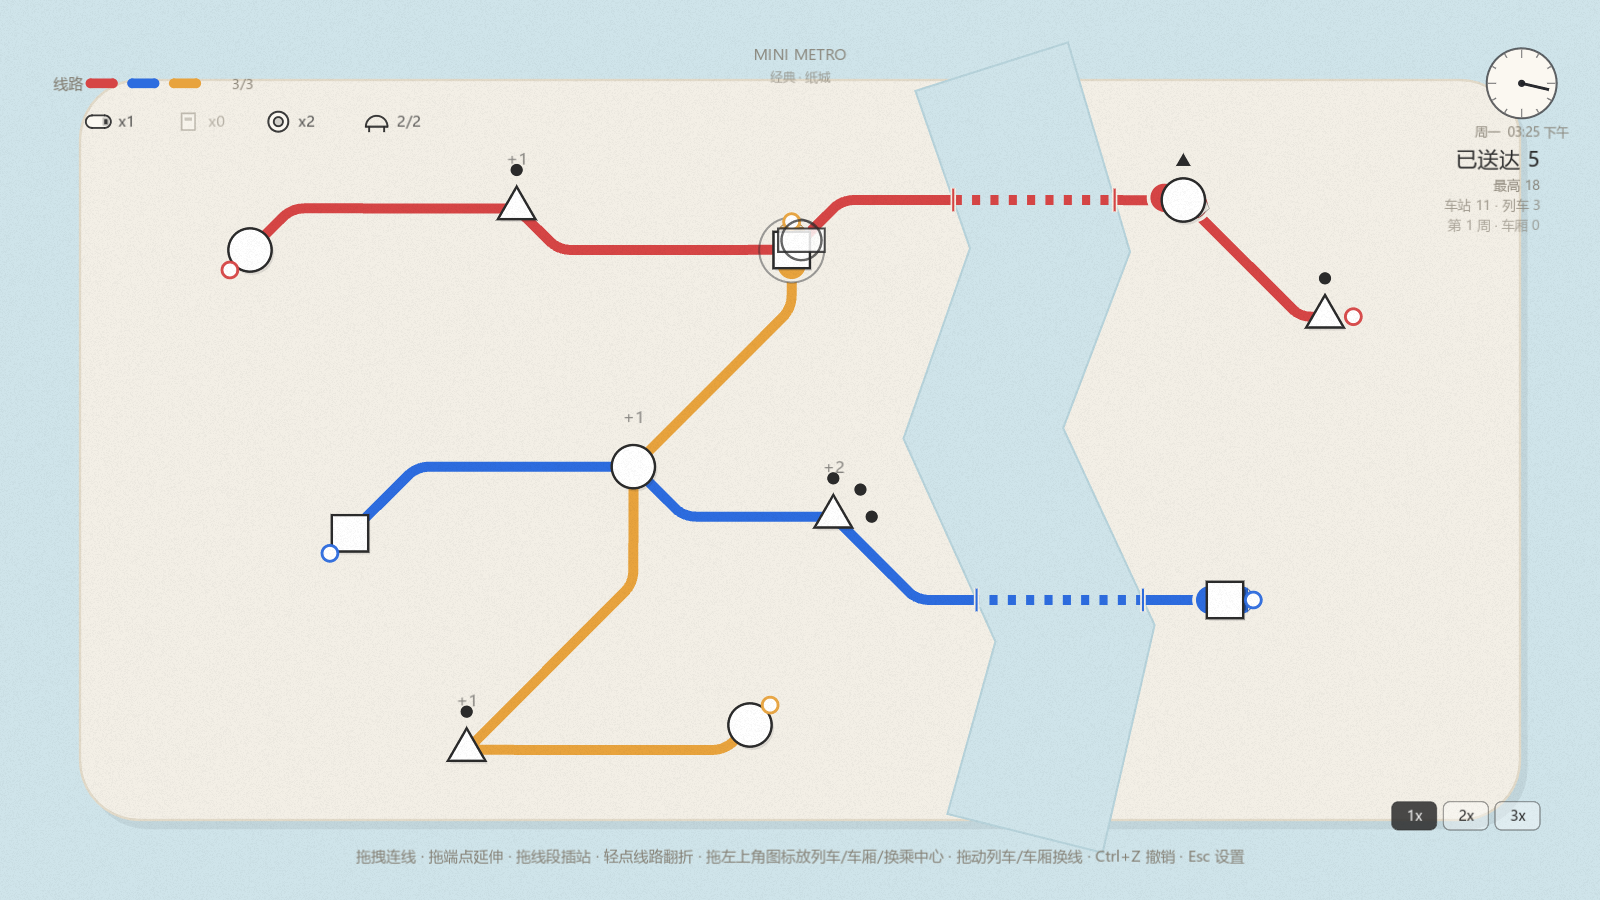 MINI METRO
经典 · 纸城
线路 3/3
x1 x0 x2 2/2
周一 03:25 下午
已送达 5
最高 18
车站 11 · 列车 3
第 1 周 · 车厢 0
+1
+1
+2
+1
1x 2x 3x
拖拽连线 · 拖端点延伸 · 拖线段插站 · 轻点线路翻折 · 拖左上角图标放列车/车厢/换乘中心 · 拖动列车/车厢换线 · Ctrl+Z 撤销 · Esc 设置